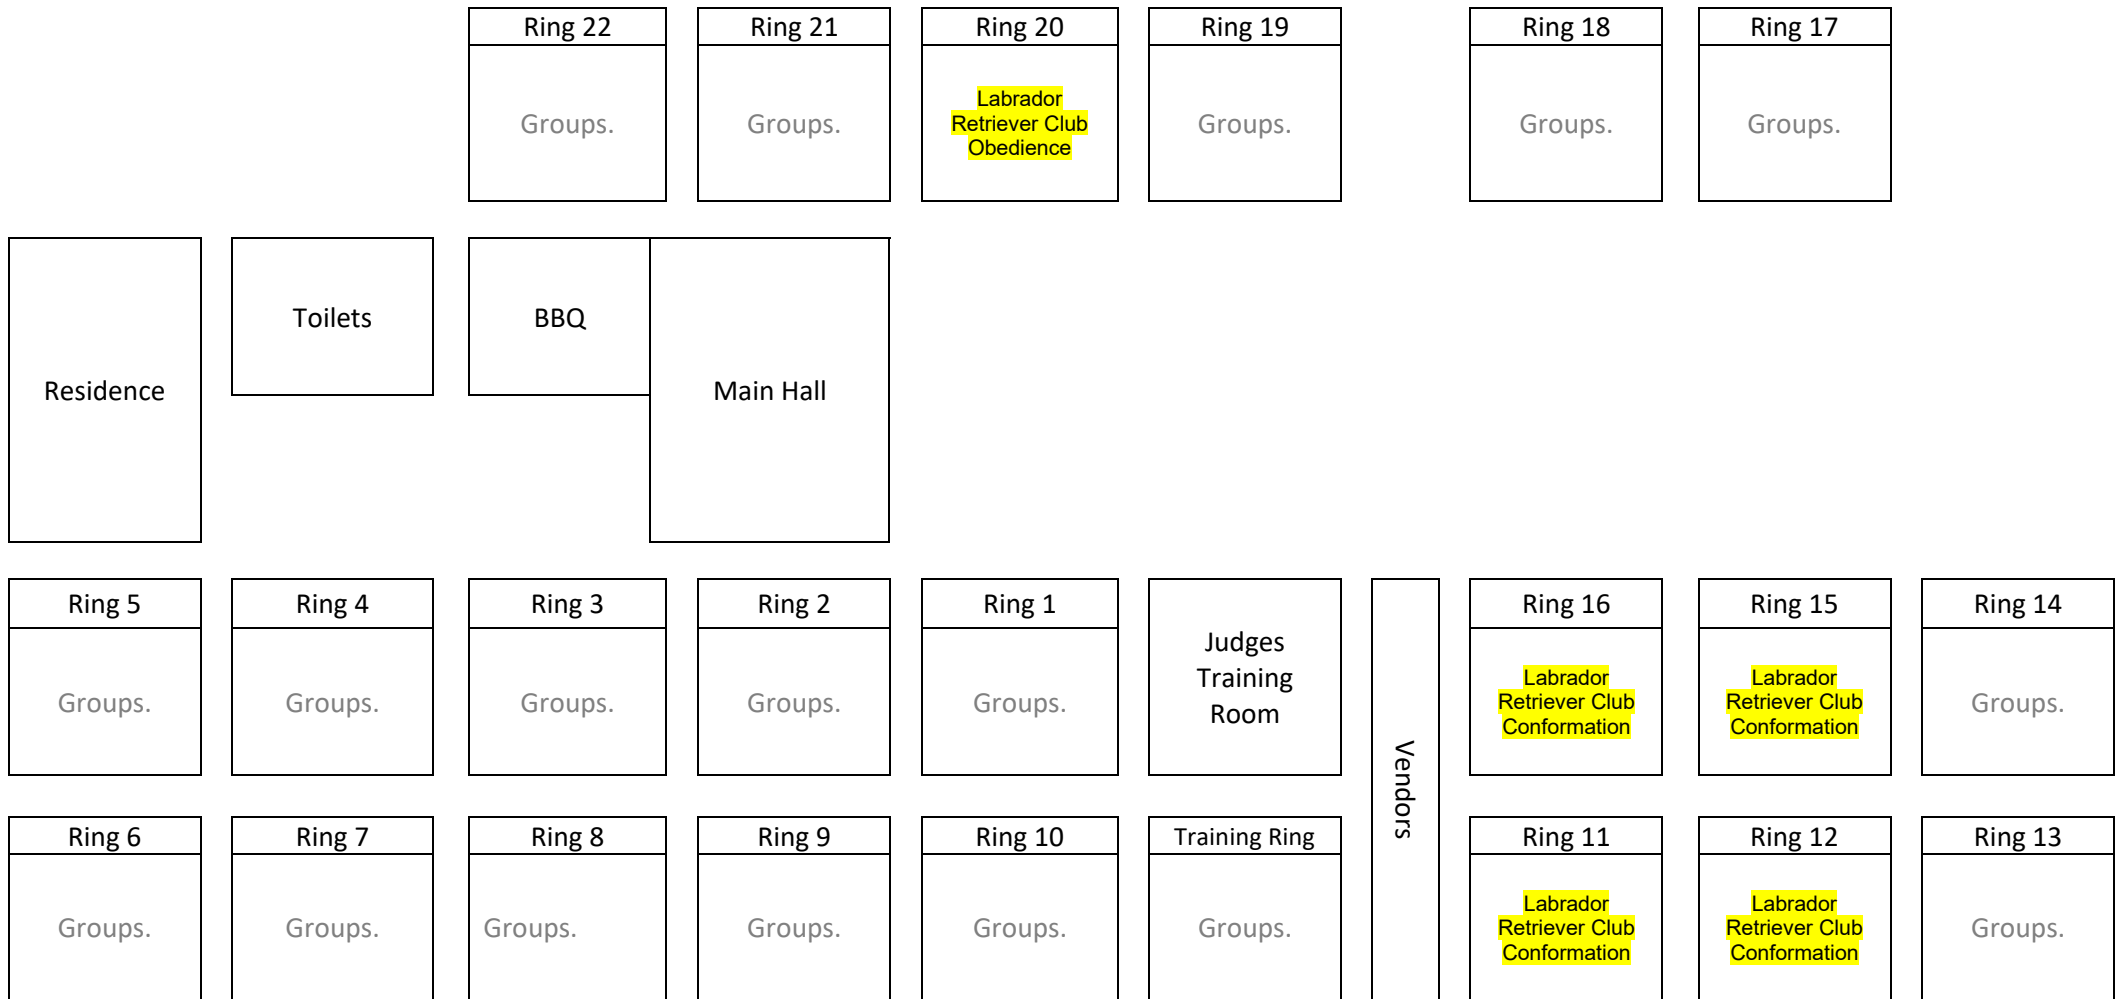 Ring 22
Ring 21
Ring 20
Ring 19
Ring 18
Ring 17
Groups.
Groups.
Labrador
Retriever Club
Obedience
Groups.
Groups.
Groups.
Residence
Toilets
BBQ
Main Hall
Ring 5
Ring 4
Ring 3
Ring 2
Ring 1
Judges
Training
Room
Vendors
Ring 16
Ring 15
Ring 14
Groups.
Groups.
Groups.
Groups.
Groups.
Labrador
Retriever Club
Conformation
Labrador
Retriever Club
Conformation
Groups.
Ring 6
Ring 7
Ring 8
Ring 9
Ring 10
Training Ring
Ring 11
Ring 12
Ring 13
Groups.
Groups.
Groups.
Groups.
Groups.
Groups.
Labrador
Retriever Club
Conformation
Labrador
Retriever Club
Conformation
Groups.